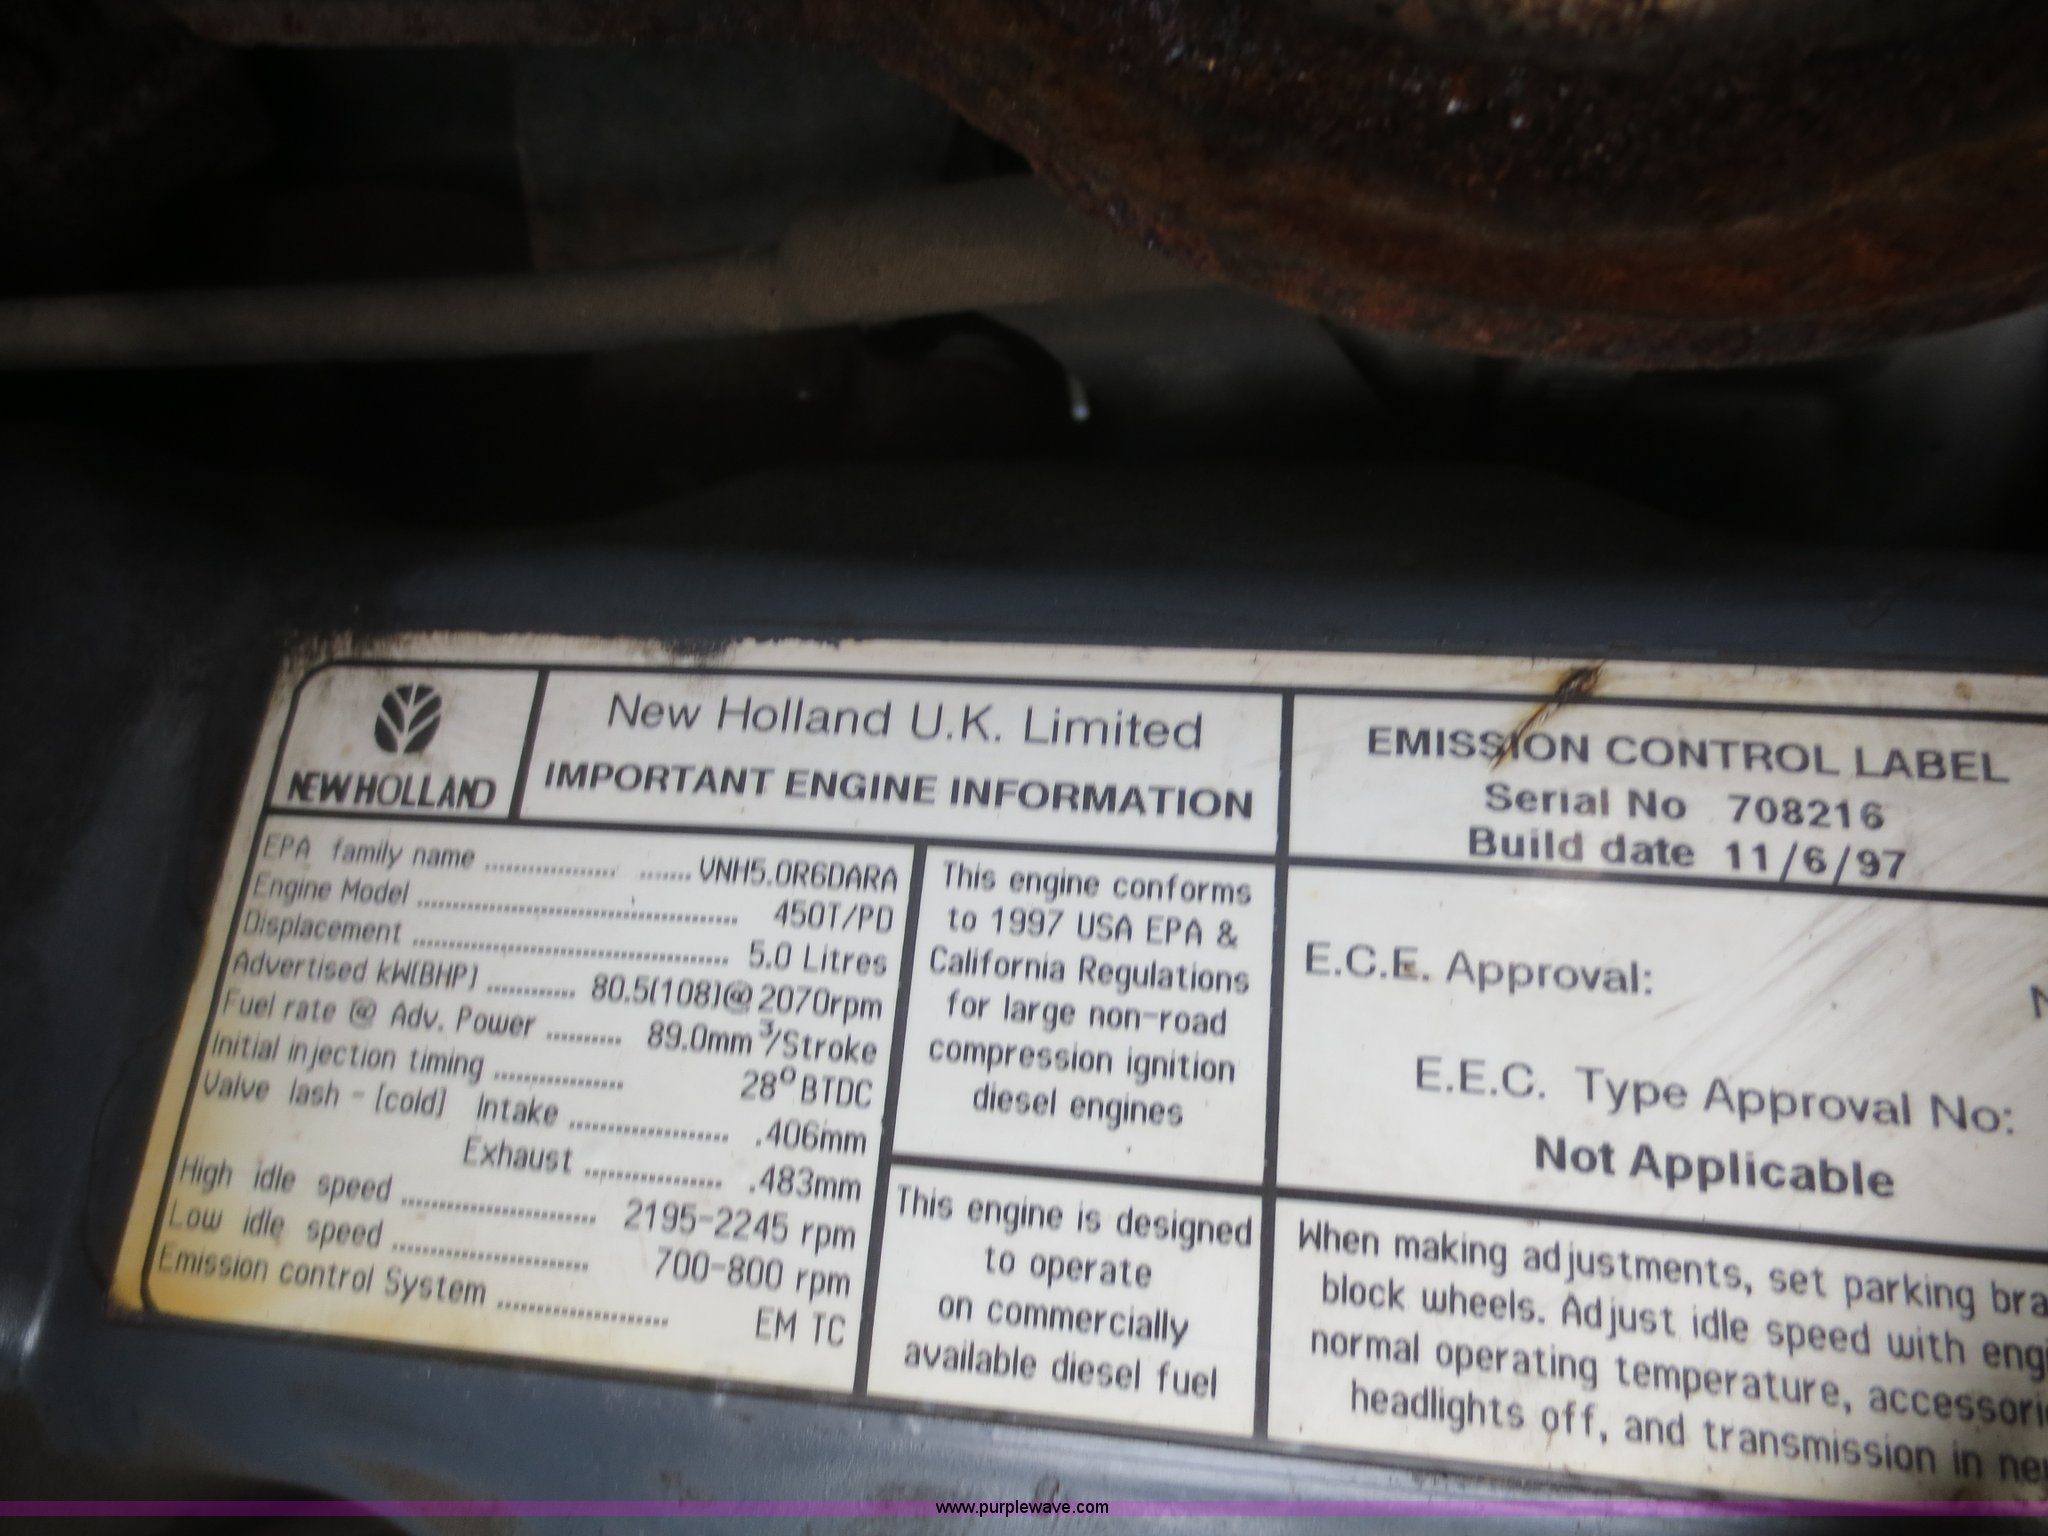 NEW HOLLAND
New Holland U.K. Limited
IMPORTANT ENGINE INFORMATION
EPA family name .......... VNH5.0R6DARA
Engine Model .......... 450T/PD
Displacement .......... 5.0 Litres
Advertised kW(BHP) .......... 80.5(108)@2070rpm
Fuel rate @ Adv. Power .......... 89.0mm³/Stroke
Initial injection timing .......... 28° BTDC
Valve lash - [cold] Intake .......... .406mm
Exhaust .......... .483mm
High idle speed .......... 2195-2245 rpm
Low idle speed .......... 700-800 rpm
Emission control System .......... EM TC
This engine conforms
to 1997 USA EPA &
California Regulations
for large non-road
compression ignition
diesel engines
This engine is designed
to operate
on commercially
available diesel fuel
EMISSION CONTROL LABEL
Serial No 708216
Build date 11/6/97
E.C.E. Approval:
E.E.C. Type Approval No:
Not Applicable
When making adjustments, set parking bra
block wheels. Adjust idle speed with engi
normal operating temperature, accessori
headlights off, and transmission in ne
www.purplewave.com